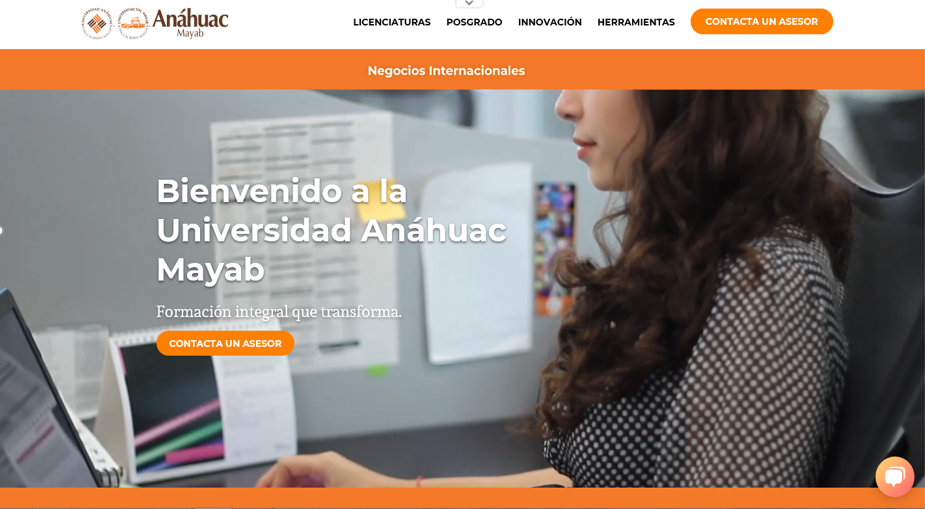 Anáhuac
Mayab
LICENCIATURAS
POSGRADO
INNOVACIÓN
HERRAMIENTAS
CONTACTA UN ASESOR
Negocios Internacionales
Bienvenido a la
Universidad Anáhuac
Mayab
Formación integral que transforma.
CONTACTA UN ASESOR